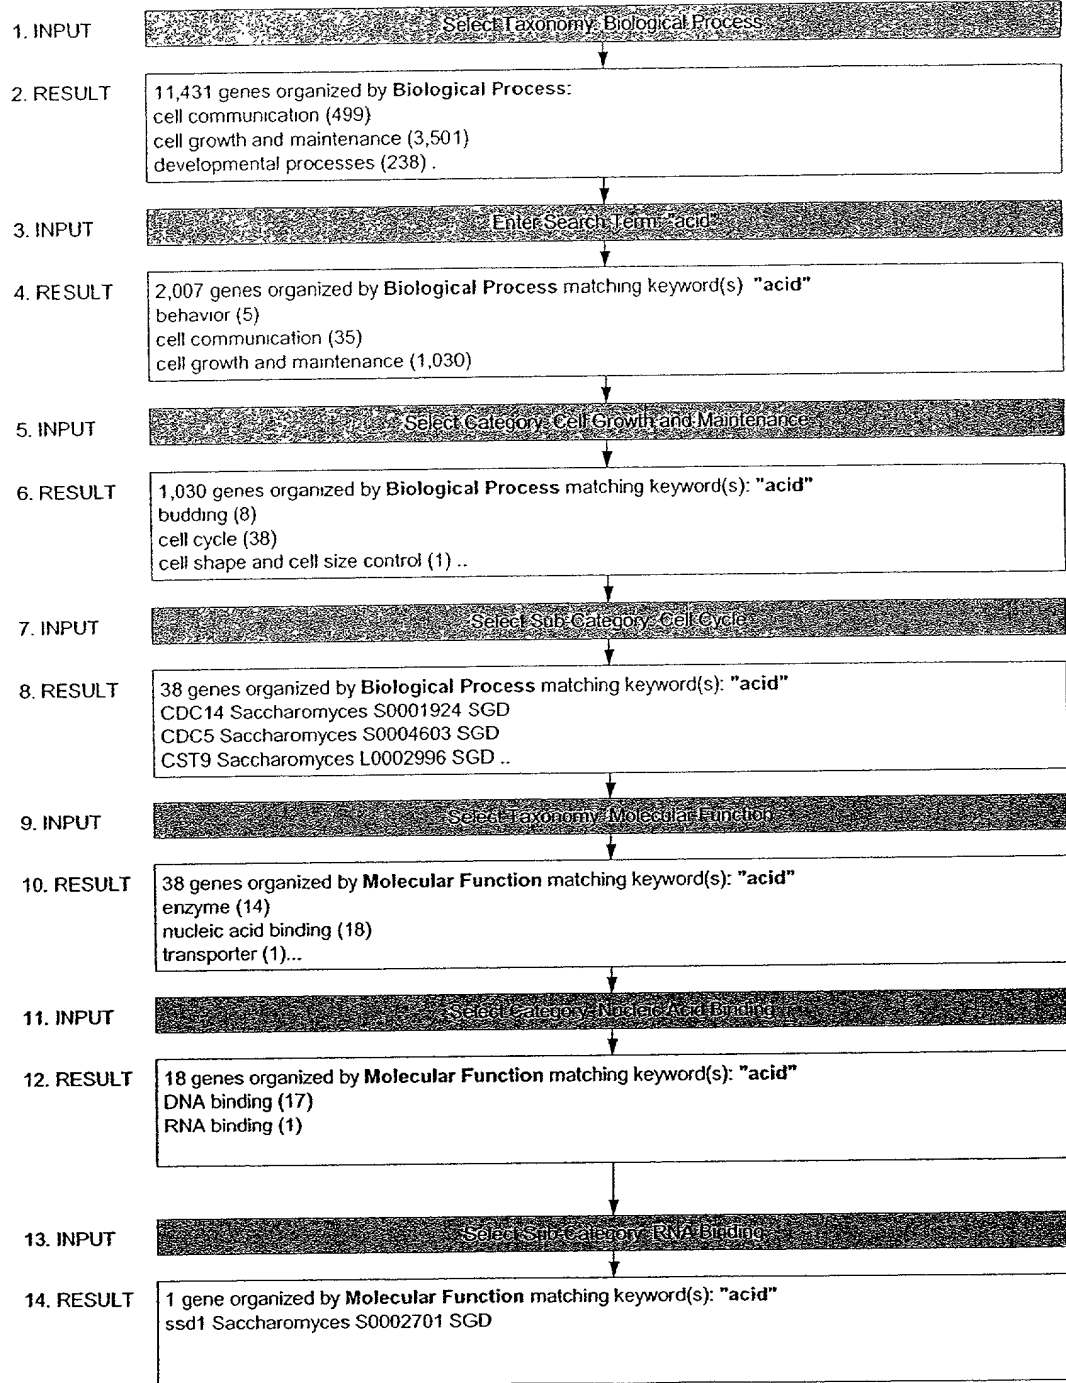 1. INPUT
Select Taxonomy: Biological Process
2. RESULT
11,431 genes organized by Biological Process:
cell communication (499)
cell growth and maintenance (3,501)
developmental processes (238) .
3. INPUT
Enter Search Term: "acid"
4. RESULT
2,007 genes organized by Biological Process matching keyword(s) "acid"
behavior (5)
cell communication (35)
cell growth and maintenance (1,030)
5. INPUT
Select Category: Cell Growth and Maintenance
6. RESULT
1,030 genes organized by Biological Process matching keyword(s): "acid"
budding (8)
cell cycle (38)
cell shape and cell size control (1) ..
7. INPUT
Select Sub-Category: Cell Cycle
8. RESULT
38 genes organized by Biological Process matching keyword(s): "acid"
CDC14 Saccharomyces S0001924 SGD
CDC5 Saccharomyces S0004603 SGD
CST9 Saccharomyces L0002996 SGD ..
9. INPUT
Select Taxonomy: Molecular Function
10. RESULT
38 genes organized by Molecular Function matching keyword(s): "acid"
enzyme (14)
nucleic acid binding (18)
transporter (1)...
11. INPUT
Select Category: Nucleic Acid Binding
12. RESULT
18 genes organized by Molecular Function matching keyword(s): "acid"
DNA binding (17)
RNA binding (1)
13. INPUT
Select Sub-Category: RNA Binding
14. RESULT
1 gene organized by Molecular Function matching keyword(s): "acid"
ssd1 Saccharomyces S0002701 SGD